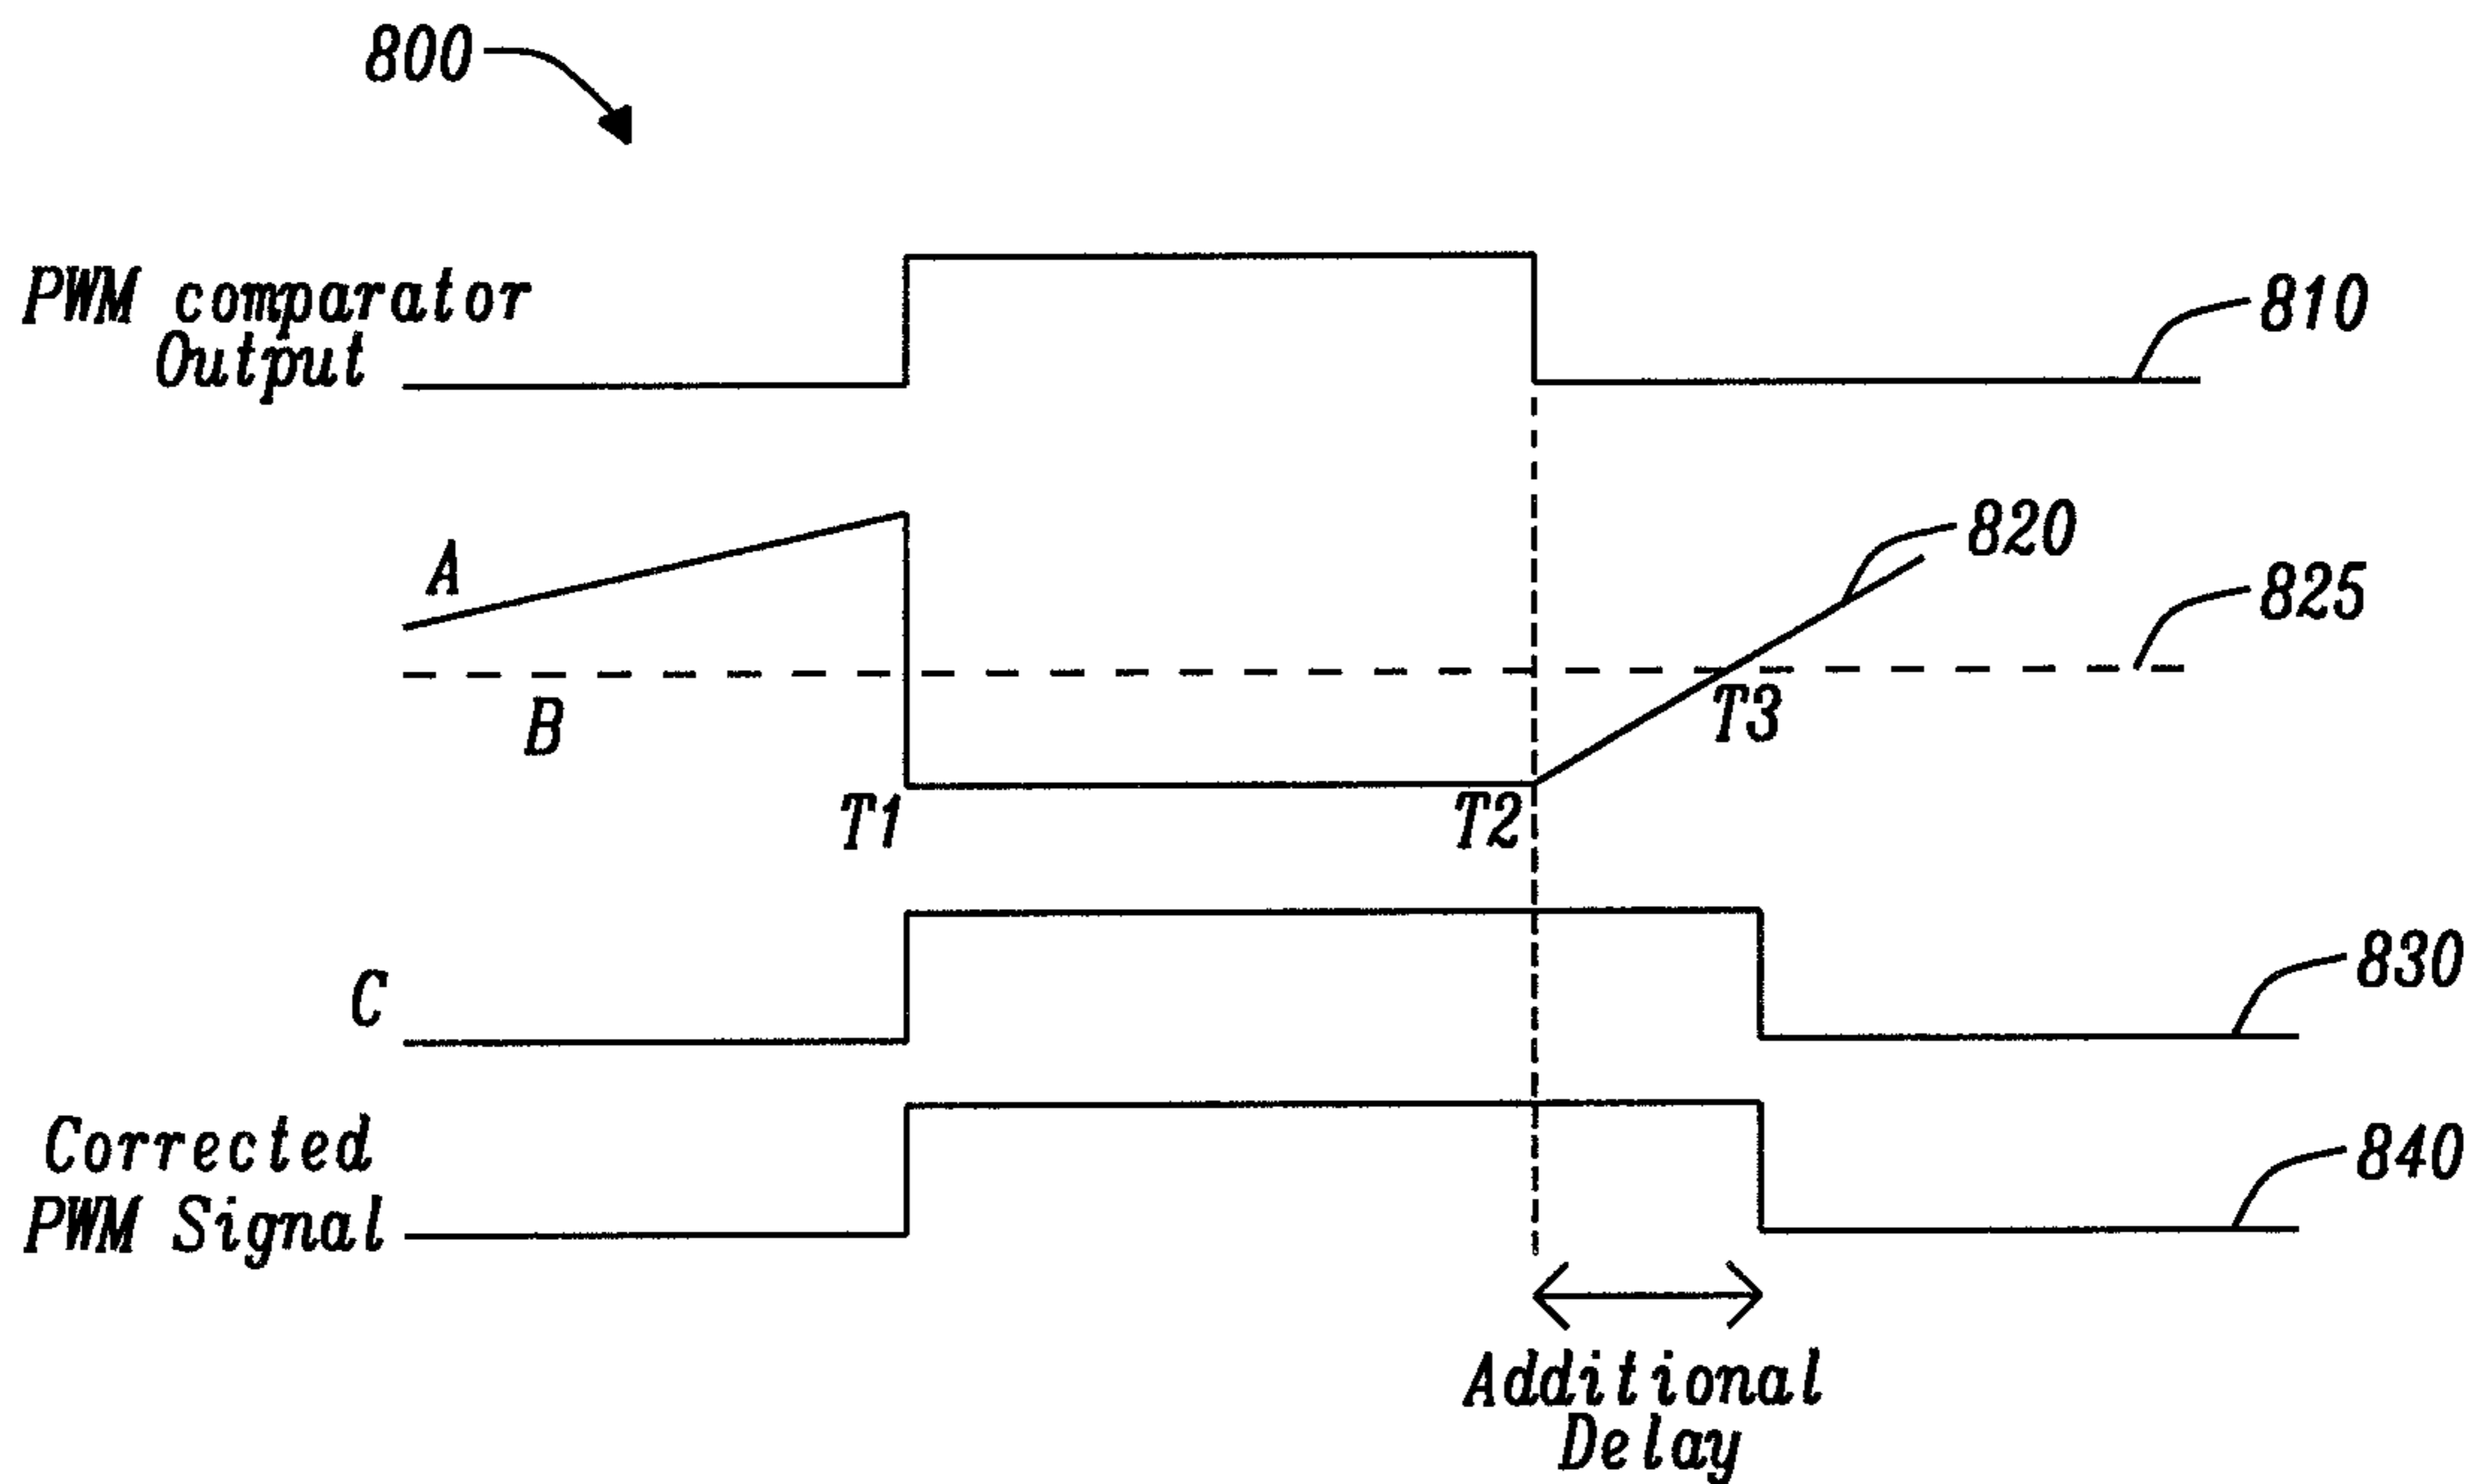 800
PWM comparator
Output
810
A
820
825
B
T3
T1
T2
C
830
Corrected
PWM Signal
840
Additional
Delay